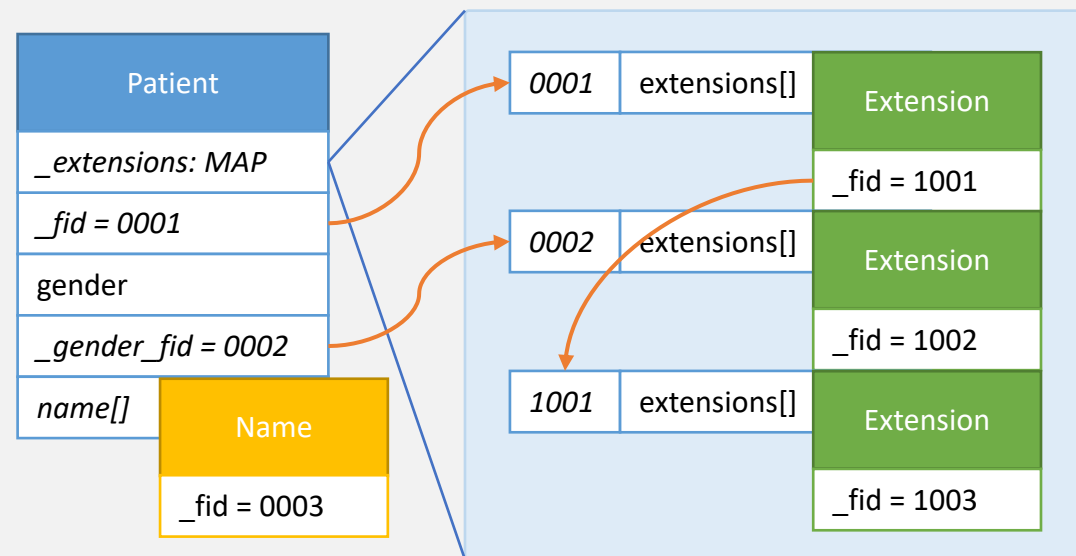 Patient
_extensions: MAP
_fid = 0001
gender
_gender_fid = 0002
name[]
Name
_fid = 0003
0001 extensions[]
Extension
_fid = 1001
0002 extensions[]
Extension
_fid = 1002
1001 extensions[]
Extension
_fid = 1003